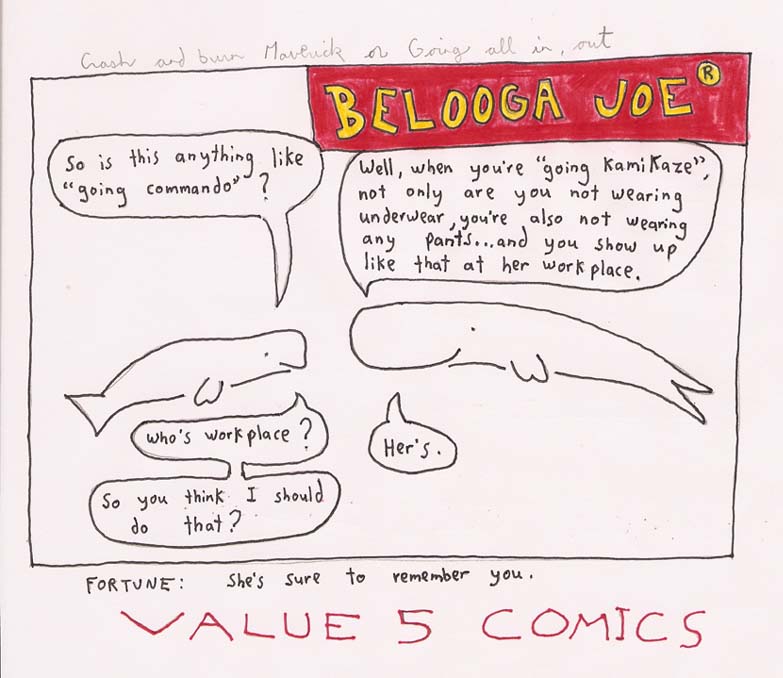 Crash and burn Maverick or Going all in, out
BELOOGA JOE®
So is this anything like
"going commando"?
Well, when you're "going KamiKaze",
not only are you not wearing
underwear, you're also not wearing
any pants...and you show up
like that at her workplace.
who's workplace?
Her's.
So you think I should
do that?
FORTUNE: She's sure to remember you.
VALUE 5 COMICS